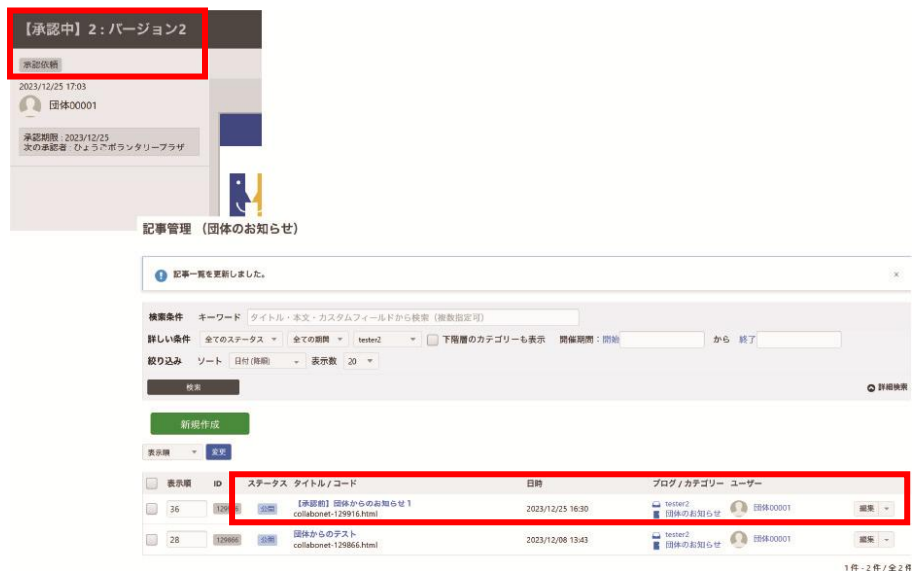 【承認中】2：バージョン2
承認依頼
2023/12/25 17:03
団体00001
承認期限 : 2023/12/25
次の承認者 : ひょうごボランタリープラザ
記事管理 （団体のお知らせ）
記事一覧を更新しました。
×
検索条件 キーワード タイトル・本文・カスタムフィールドから検索（複数指定可）
詳しい条件 全てのステータス 全ての期間 tester2 下階層のカテゴリーも表示 開催期間：開始 から 終了
絞り込み ソート 日付(降順) 表示数 20
検索 詳細検索
新規作成
表示順 変更
表示順 ID ステータス タイトル / コード 日時 ブログ / カテゴリー ユーザー
36 公開 【承認前】団体からのお知らせ1 2023/12/25 16:30 tester2 団体00001 編集
collabonet-129916.html 団体のお知らせ
28 129866 公開 団体からのテスト 2023/12/08 13:43 tester2 団体00001 編集
collabonet-129866.html 団体のお知らせ
1件 - 2件 / 全2件